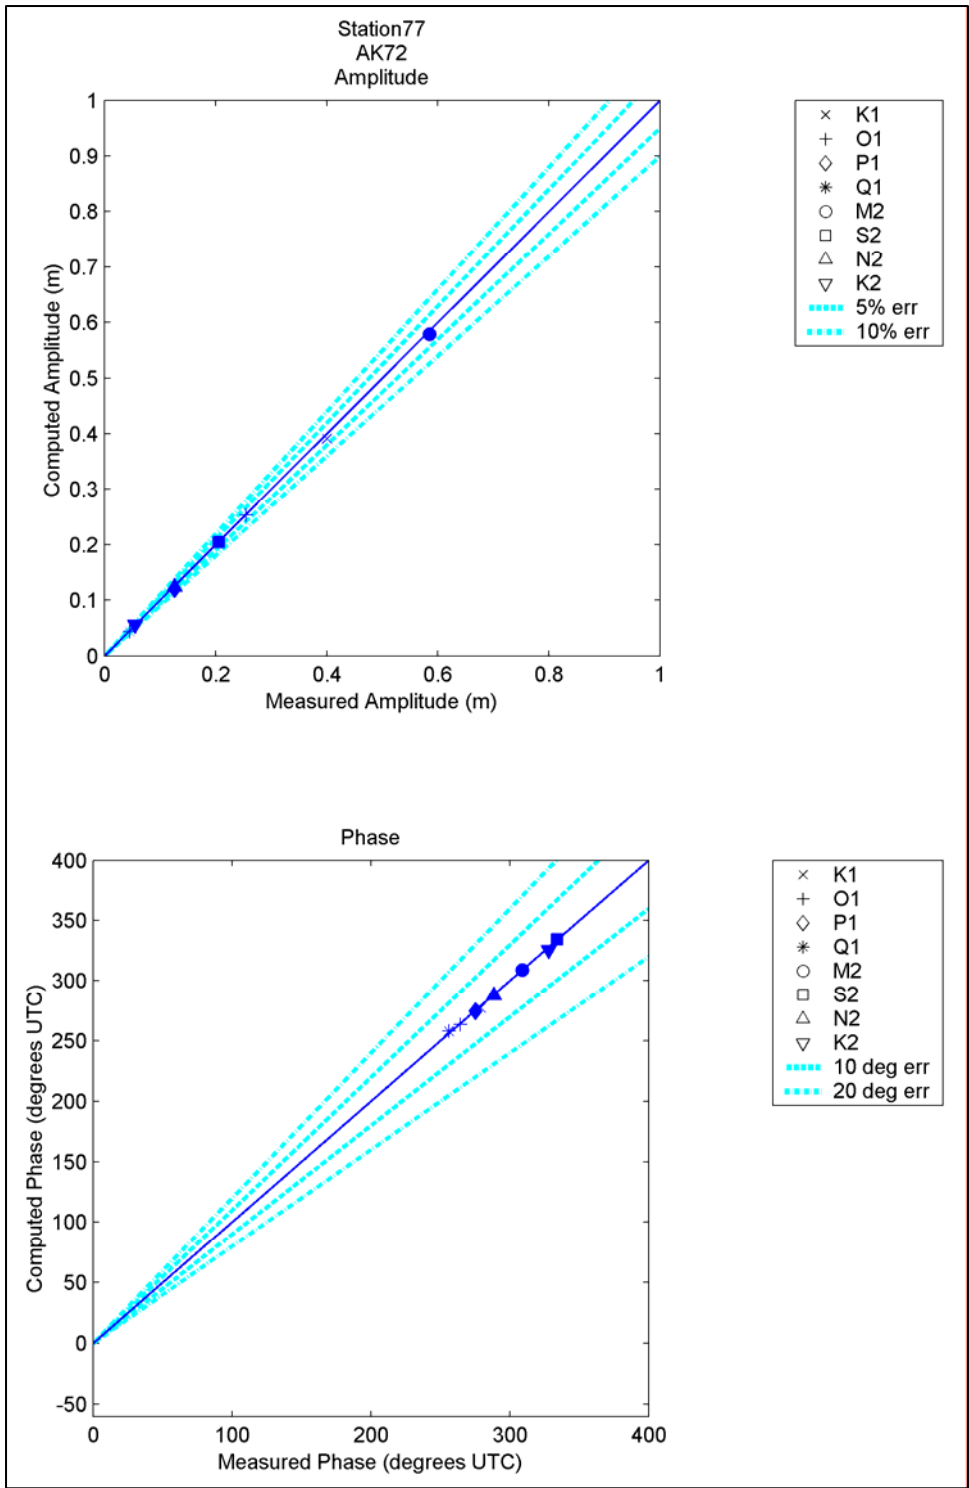 Station77
AK72
Amplitude
1
0.9
0.8
0.7
0.6
0.5
0.4
0.3
0.2
0.1
0
0 0.2 0.4 0.6 0.8 1
Computed Amplitude (m)
Measured Amplitude (m)
K1
O1
P1
Q1
M2
S2
N2
K2
5% err
10% err
Phase
400
350
300
250
200
150
100
50
0
-50
0 100 200 300 400
Computed Phase (degrees UTC)
Measured Phase (degrees UTC)
K1
O1
P1
Q1
M2
S2
N2
K2
10 deg err
20 deg err